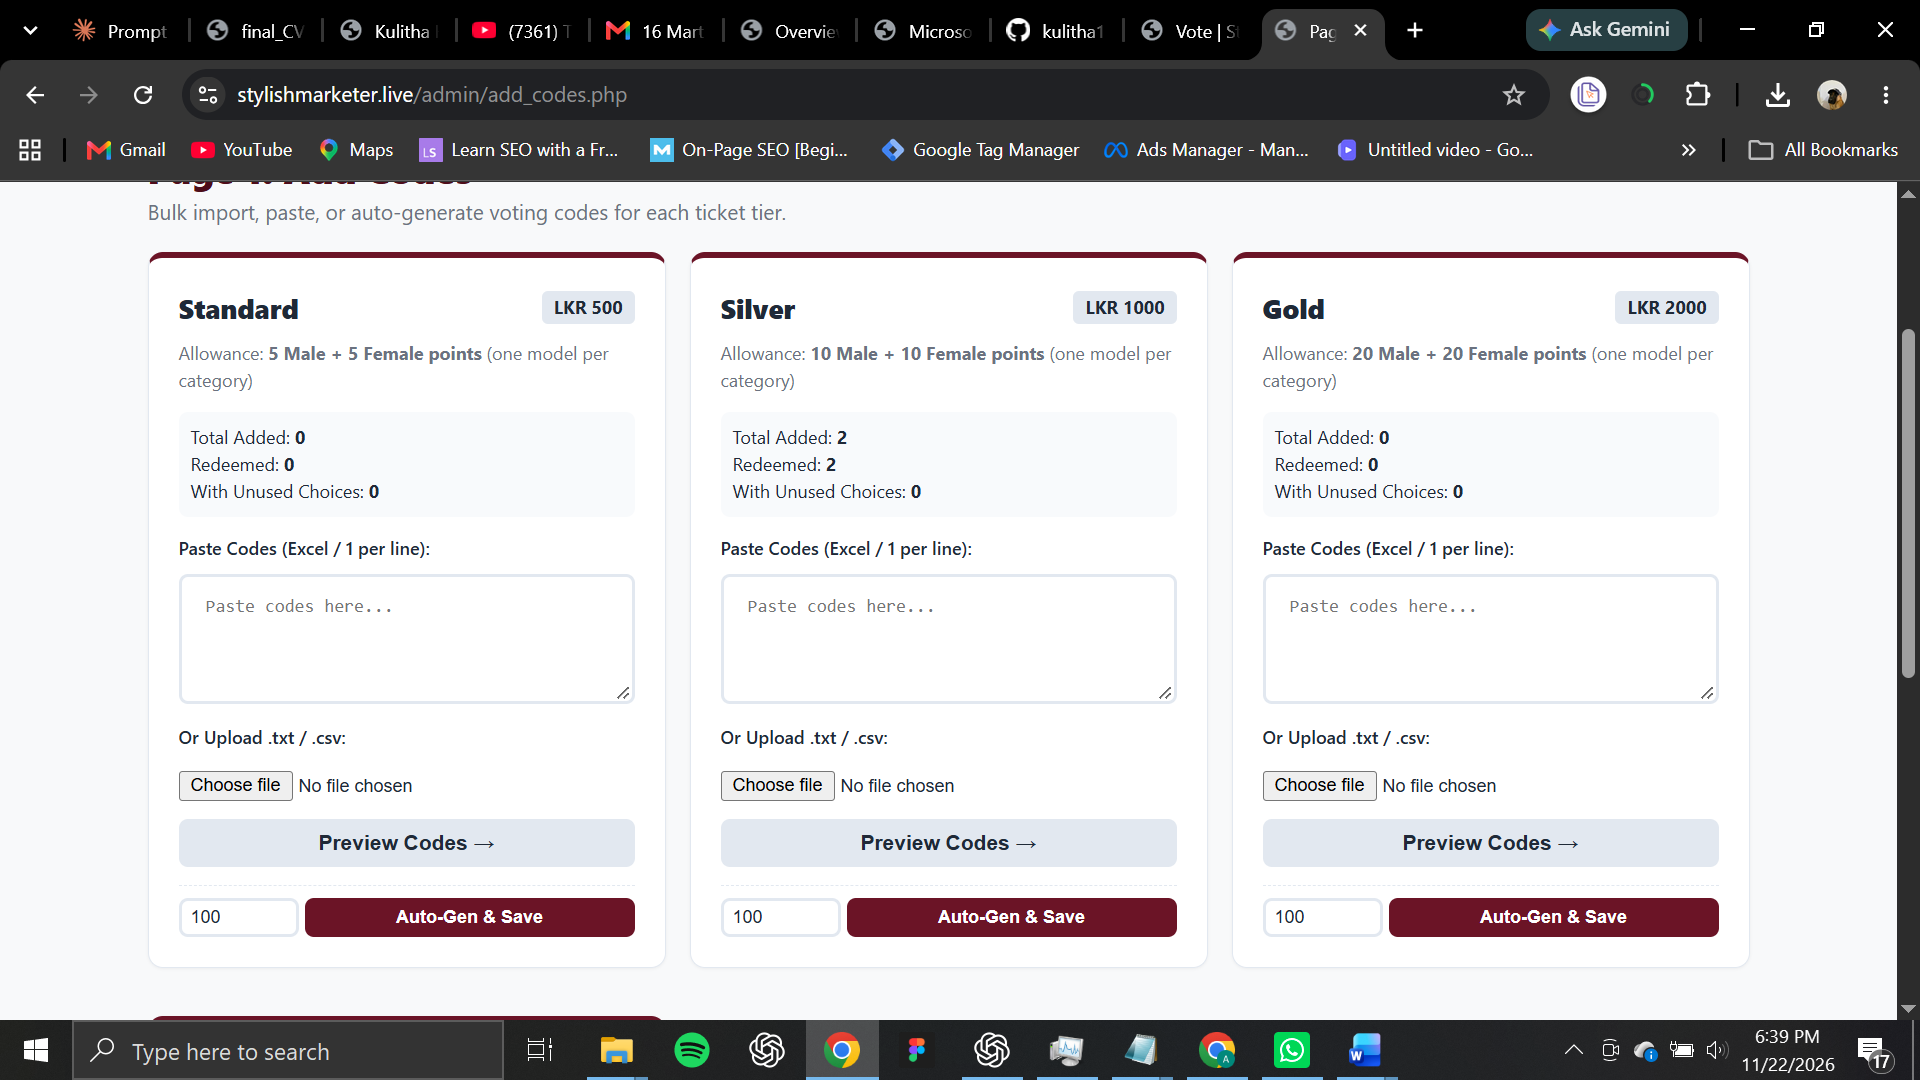 Prompt
final_CV
Kulitha
(7361) T
16 Mart
Overvie
Microso
kulitha1
Vote | S
Pag
Ask Gemini
stylishmarketer.live/admin/add_codes.php
Gmail
YouTube
Maps
Learn SEO with a Fr...
On-Page SEO [Begi...
Google Tag Manager
Ads Manager - Man...
Untitled video - Go...
All Bookmarks
Bulk import, paste, or auto-generate voting codes for each ticket tier.
Standard
LKR 500
Allowance: 5 Male + 5 Female points (one model per
category)
Total Added: 0
Redeemed: 0
With Unused Choices: 0
Paste Codes (Excel / 1 per line):
Paste codes here...
Or Upload .txt / .csv:
Choose file No file chosen
Preview Codes →
100
Auto-Gen & Save
Silver
LKR 1000
Allowance: 10 Male + 10 Female points (one model per
category)
Total Added: 2
Redeemed: 2
With Unused Choices: 0
Paste Codes (Excel / 1 per line):
Paste codes here...
Or Upload .txt / .csv:
Choose file No file chosen
Preview Codes →
100
Auto-Gen & Save
Gold
LKR 2000
Allowance: 20 Male + 20 Female points (one model per
category)
Total Added: 0
Redeemed: 0
With Unused Choices: 0
Paste Codes (Excel / 1 per line):
Paste codes here...
Or Upload .txt / .csv:
Choose file No file chosen
Preview Codes →
100
Auto-Gen & Save
Type here to search
6:39 PM
11/22/2026
17